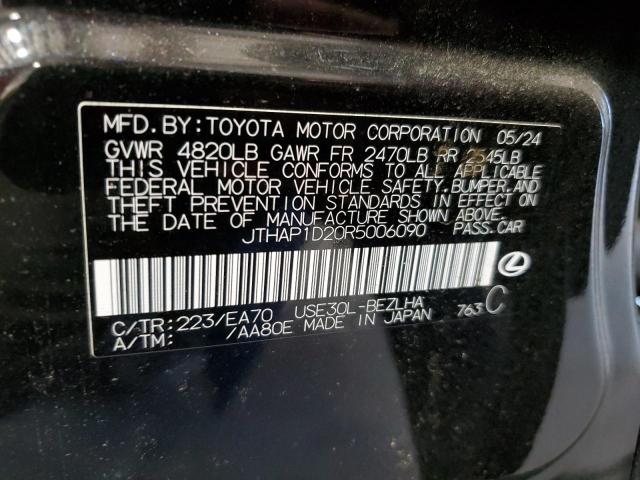 MFD.BY:TOYOTA MOTOR CORPORATION 05/24
GVWR 4820LB GAWR FR 2470LB RR 2545LB
THIS VEHICLE CONFORMS TO ALL APPLICABLE
FEDERAL MOTOR VEHICLE SAFETY,BUMPER,AND
THEFT PREVENTION STANDARDS IN EFFECT ON
THE DATE OF MANUFACTURE SHOWN ABOVE.
JTHAP1D20R5006090 PASS.CAR
C/TR:223/EA70 USE30L-BEZLHA 763 C
A/TM: /AA80E MADE IN JAPAN